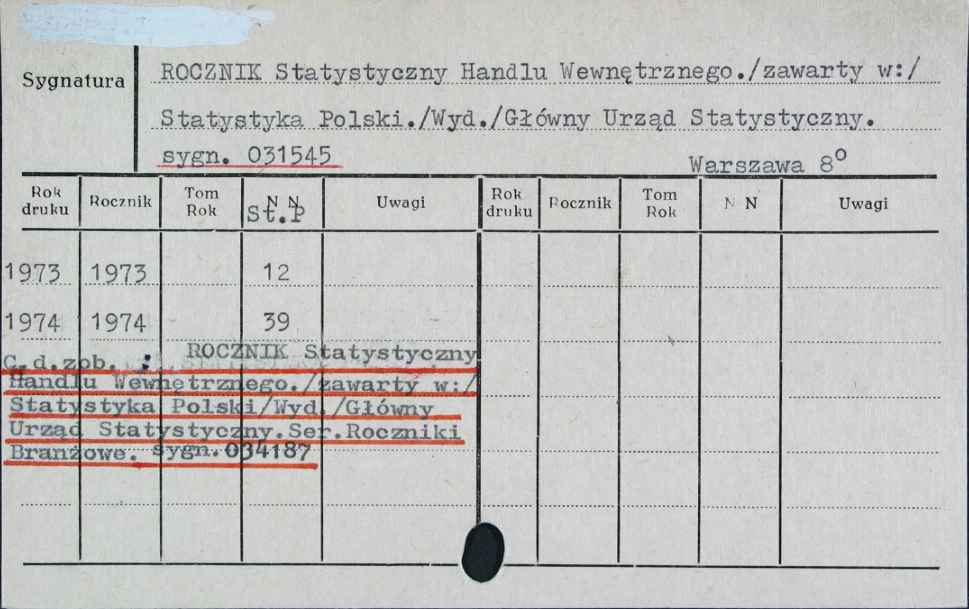 Sygnatura
ROCZNIK Statystyczny Handlu Wewnętrznego./zawarty w:/
Statystyka Polski./Wyd./Główny Urząd Statystyczny.
sygn. 031545
Warszawa 8°
Rok druku Rocznik Tom Rok N N St.P Uwagi Rok druku Rocznik Tom Rok N N Uwagi
1973 1973 12
1974 1974 39
C.d.zob. : ROCZNIK Statystyczny
Handlu Wewnętrznego./zawarty w:/
Statystyka Polski/Wyd./Główny
Urząd Statystyczny.Ser.Roczniki
Branżowe. sygn.034187